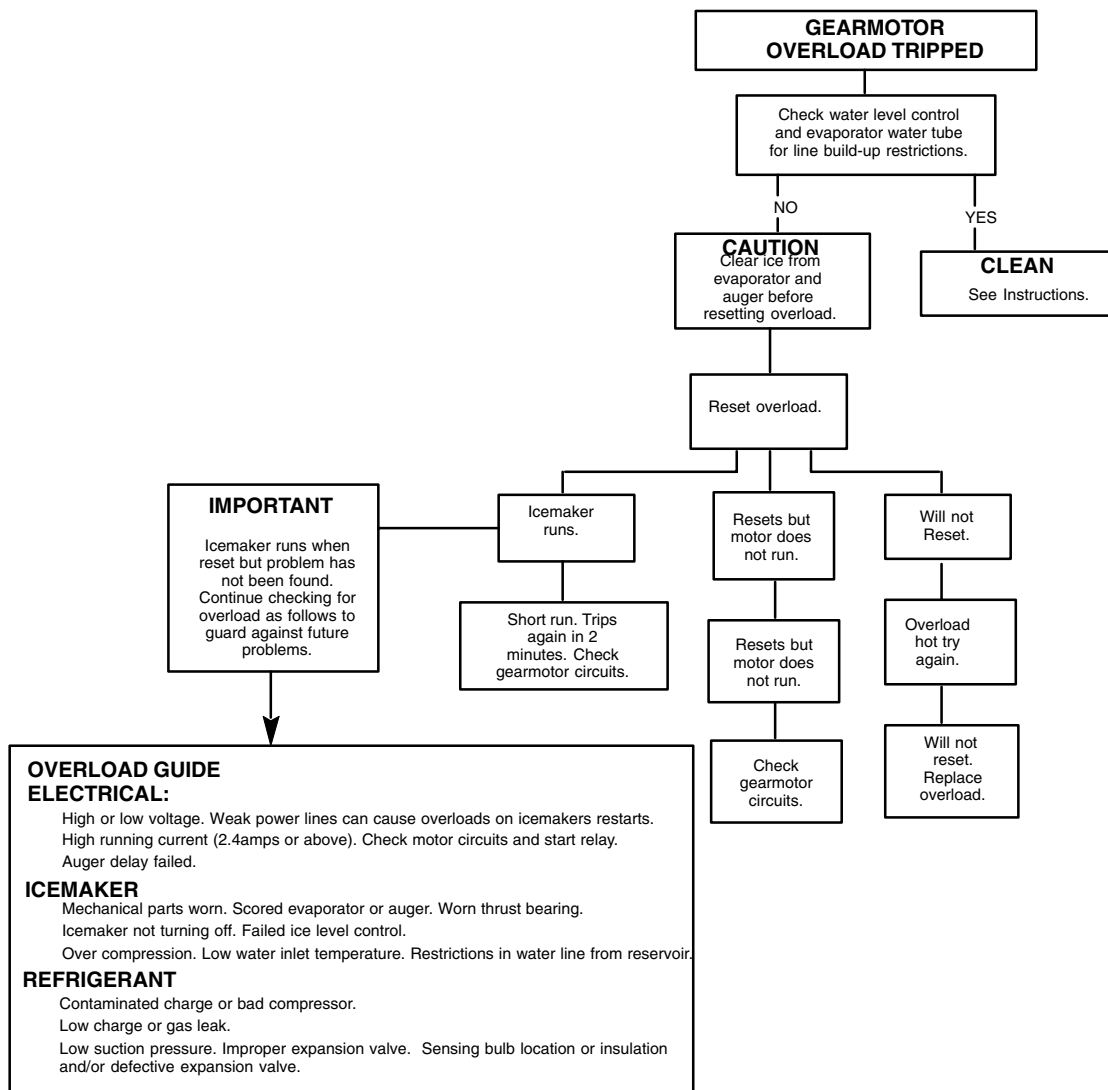 GEARMOTOR
OVERLOAD TRIPPED
Check water level control
and evaporator water tube
for line build-up restrictions.
NO
YES
CAUTION
Clear ice from
evaporator and
auger before
resetting overload.
CLEAN
See Instructions.
Reset overload.
IMPORTANT
Icemaker runs when
reset but problem has
not been found.
Continue checking for
overload as follows to
guard against future
problems.
Icemaker
runs.
Short run. Trips
again in 2
minutes. Check
gearmotor circuits.
Resets but
motor does
not run.
Resets but
motor does
not run.
Check
gearmotor
circuits.
Will not
Reset.
Overload
hot try
again.
Will not
reset.
Replace
overload.
OVERLOAD GUIDE
ELECTRICAL:
High or low voltage. Weak power lines can cause overloads on icemakers restarts.
High running current (2.4amps or above). Check motor circuits and start relay.
Auger delay failed.
ICEMAKER
Mechanical parts worn. Scored evaporator or auger. Worn thrust bearing.
Icemaker not turning off. Failed ice level control.
Over compression. Low water inlet temperature. Restrictions in water line from reservoir.
REFRIGERANT
Contaminated charge or bad compressor.
Low charge or gas leak.
Low suction pressure. Improper expansion valve. Sensing bulb location or insulation
and/or defective expansion valve.